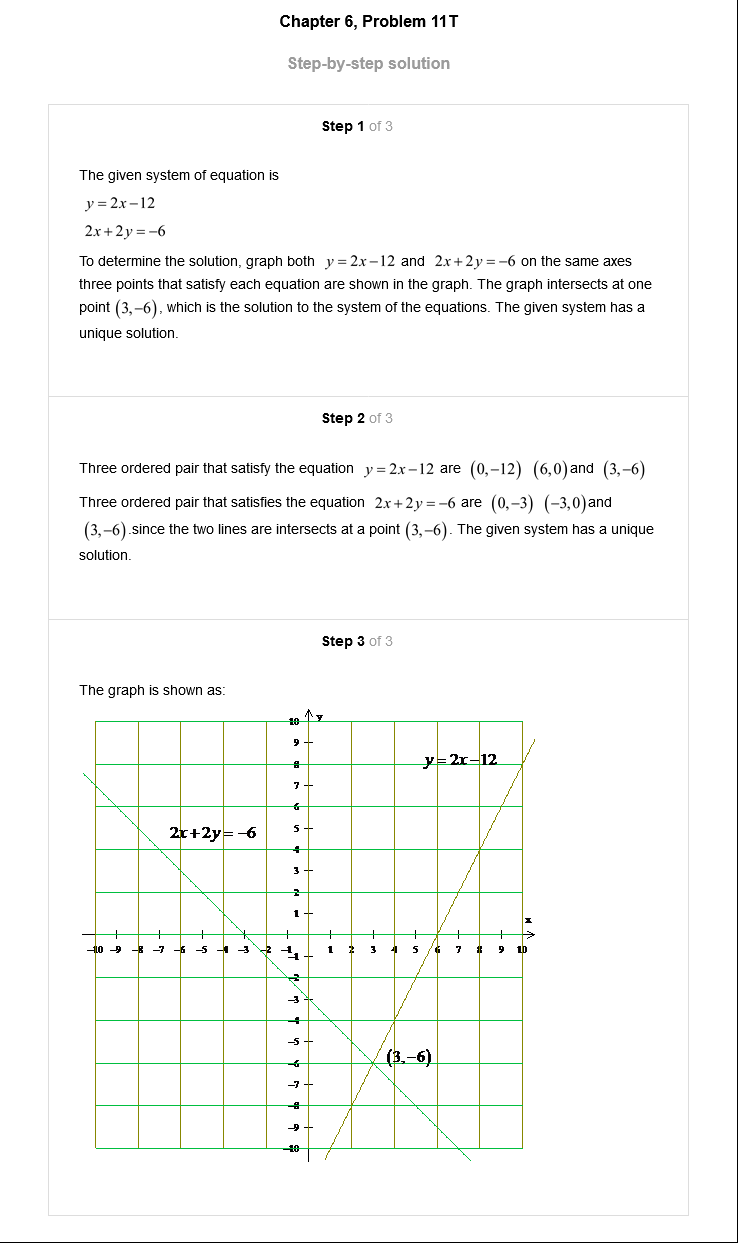 Chapter 6, Problem 11T
Step-by-step solution
Step 1 of 3
The given system of equation is
y = 2x−12
2x+2y = −6
To determine the solution, graph both y = 2x−12 and 2x+2y = −6 on the same axes
three points that satisfy each equation are shown in the graph. The graph intersects at one
point (3,−6), which is the solution to the system of the equations. The given system has a
unique solution.
Step 2 of 3
Three ordered pair that satisfy the equation y = 2x−12 are (0,−12) (6,0)and (3,−6)
Three ordered pair that satisfies the equation 2x+2y = −6 are (0,−3) (−3,0)and
(3,−6).since the two lines are intersects at a point (3,−6). The given system has a unique
solution.
Step 3 of 3
The graph is shown as:
y
10
9
y = 2x−12
8
7
6
2x+2y = −6
5
4
3
2
1
x
−10 −9 −8 −7 −6 −5 −4 −3 −2 −1 1 2 3 4 5 6 7 8 9 10
−1
−2
−3
−4
−5
(3,−6)
−6
−7
−8
−9
−10